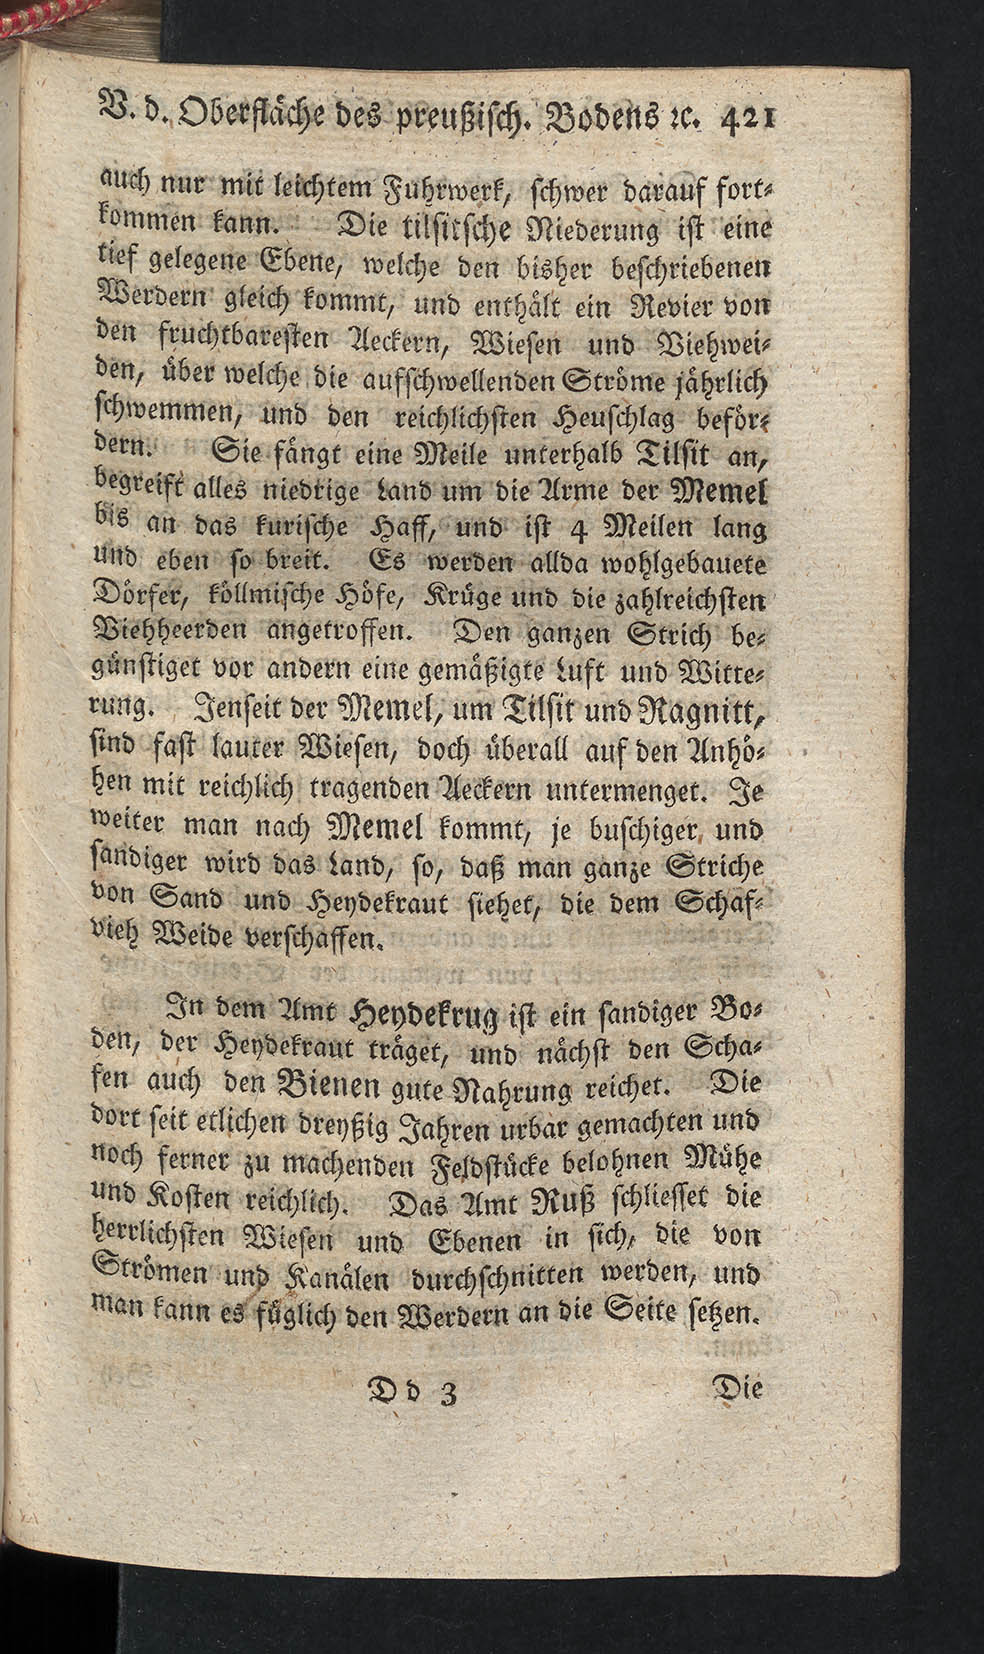 V. d. Oberfläche des preußisch. Bodens ꝛc. 421
auch nur mit leichtem Fuhrwerk, schwer darauf fort-
kommen kann. Die tilsitsche Niederung ist eine
tief gelegene Ebene, welche den bisher beschriebenen
Werdern gleich kommt, und enthält ein Revier von
den fruchtbaresten Aeckern, Wiesen und Viehwei-
den, über welche die aufschwellenden Ströme jährlich
schwemmen, und den reichlichsten Heuschlag beför-
dern. Sie fängt eine Meile unterhalb Tilsit an,
begreift alles niedrige Land um die Arme der Memel
bis an das kurische Haff, und ist 4 Meilen lang
und eben so breit. Es werden allda wohlgebauete
Dörfer, köllmische Höfe, Krüge und die zahlreichsten
Viehheerden angetroffen. Den ganzen Strich be-
günstiget vor andern eine gemäßigte Luft und Witte-
rung. Jenseit der Memel, um Tilsit und Ragnitt,
sind fast lauter Wiesen, doch überall auf den Anhö-
hen mit reichlich tragenden Aeckern untermenget. Je
weiter man nach Memel kommt, je buschiger und
sandiger wird das Land, so, daß man ganze Striche
von Sand und Heydekraut siehet, die dem Schaf-
vieh Weide verschaffen.
In dem Amt Heydekrug ist ein sandiger Bo-
den, der Heydekraut träget, und nächst den Scha-
fen auch den Bienen gute Nahrung reichet. Die
dort seit etlichen dreyßig Jahren urbar gemachten und
noch ferner zu machenden Feldstücke belohnen Mühe
und Kosten reichlich. Das Amt Ruß schliesset die
herrlichsten Wiesen und Ebenen in sich, die von
Strömen und Kanälen durchschnitten werden, und
man kann es füglich den Werdern an die Seite setzen.
D d 3 Die